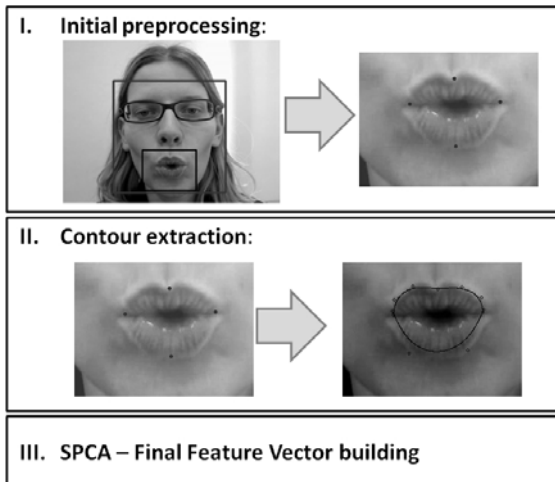 I. Initial preprocessing:
II. Contour extraction:
III. SPCA – Final Feature Vector building